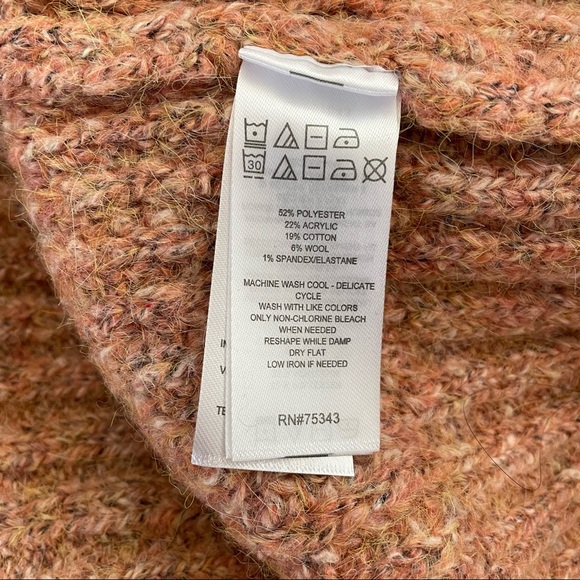 30
52% POLYESTER
22% ACRYLIC
19% COTTON
6% WOOL
1% SPANDEX/ELASTANE
MACHINE WASH COOL - DELICATE
CYCLE
WASH WITH LIKE COLORS
ONLY NON-CHLORINE BLEACH
WHEN NEEDED
RESHAPE WHILE DAMP
DRY FLAT
LOW IRON IF NEEDED
RN#75343